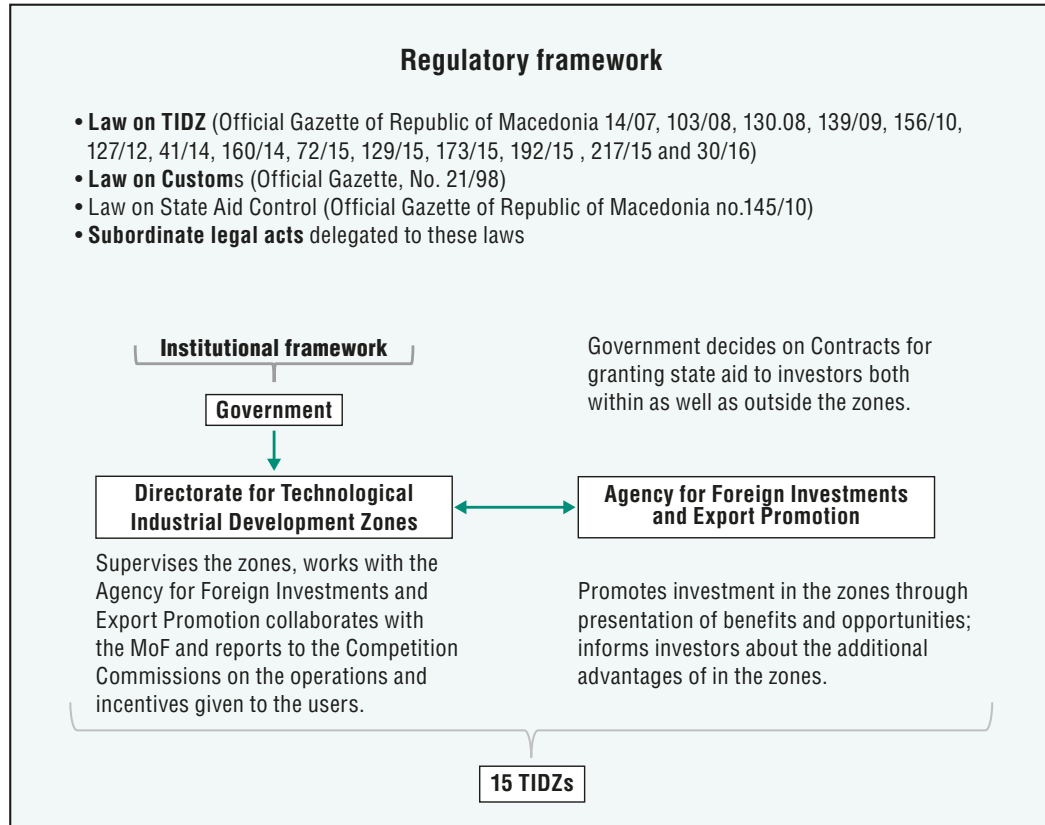 Regulatory framework
• Law on TIDZ (Official Gazette of Republic of Macedonia 14/07, 103/08, 130.08, 139/09, 156/10,
127/12, 41/14, 160/14, 72/15, 129/15, 173/15, 192/15 , 217/15 and 30/16)
• Law on Customs (Official Gazette, No. 21/98)
• Law on State Aid Control (Official Gazette of Republic of Macedonia no.145/10)
• Subordinate legal acts delegated to these laws
Institutional framework
Government
Government decides on Contracts for
granting state aid to investors both
within as well as outside the zones.
Directorate for Technological
Industrial Development Zones
Agency for Foreign Investments
and Export Promotion
Supervises the zones, works with the
Agency for Foreign Investments and
Export Promotion collaborates with
the MoF and reports to the Competition
Commissions on the operations and
incentives given to the users.
Promotes investment in the zones through
presentation of benefits and opportunities;
informs investors about the additional
advantages of in the zones.
15 TIDZs